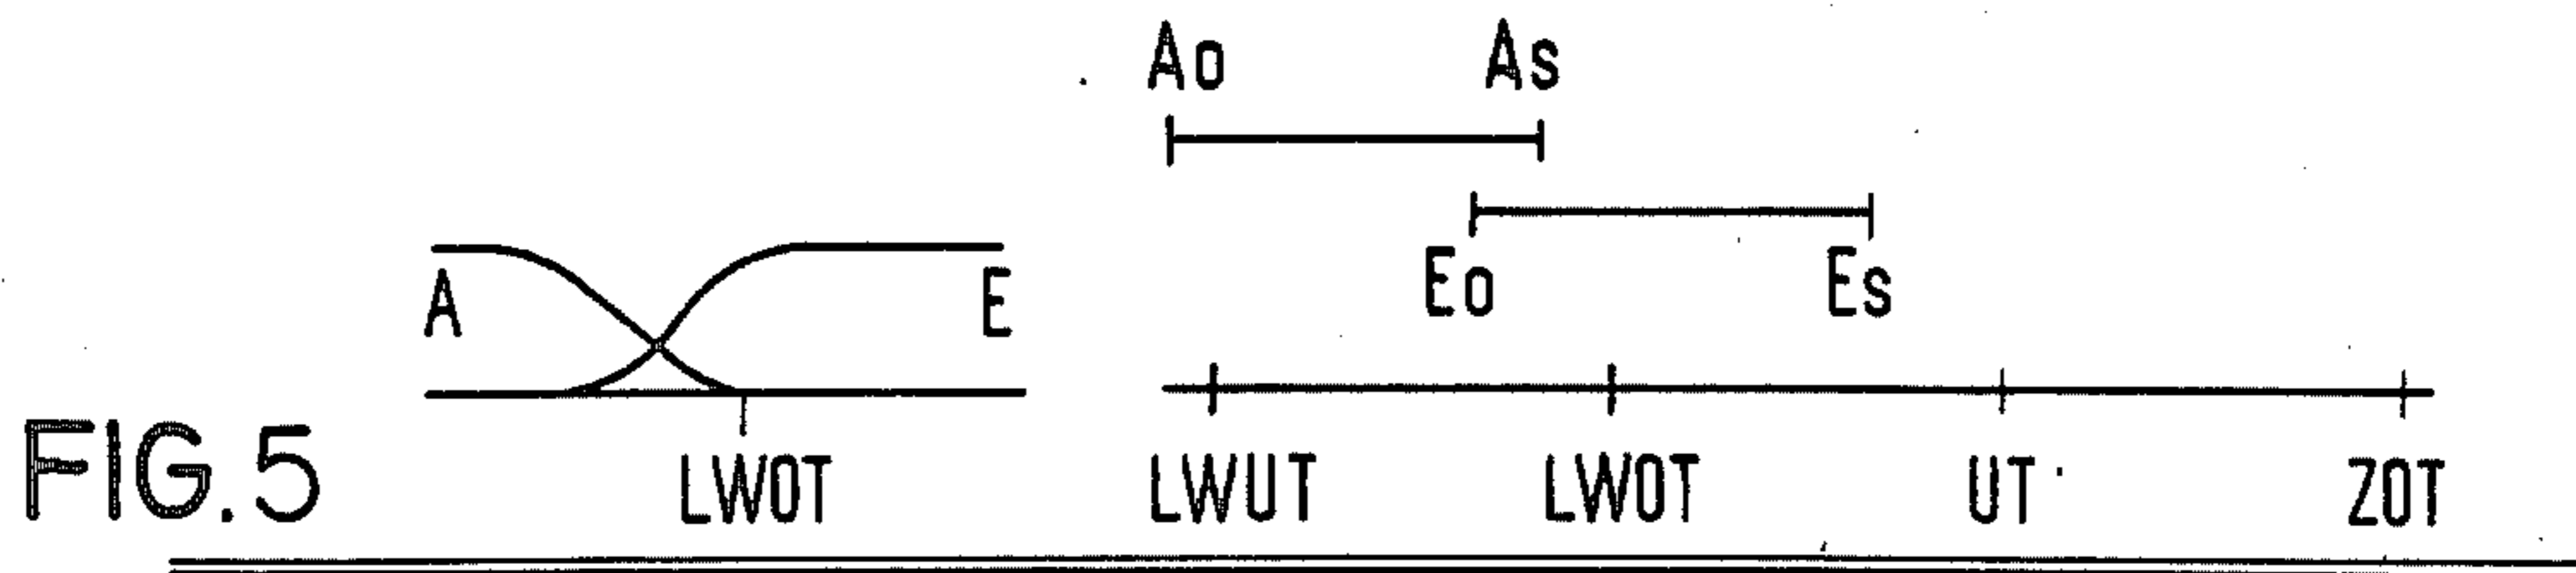 Ao As
Eo Es
A E
LWOT LWUT LWOT UT ZOT
FIG.5